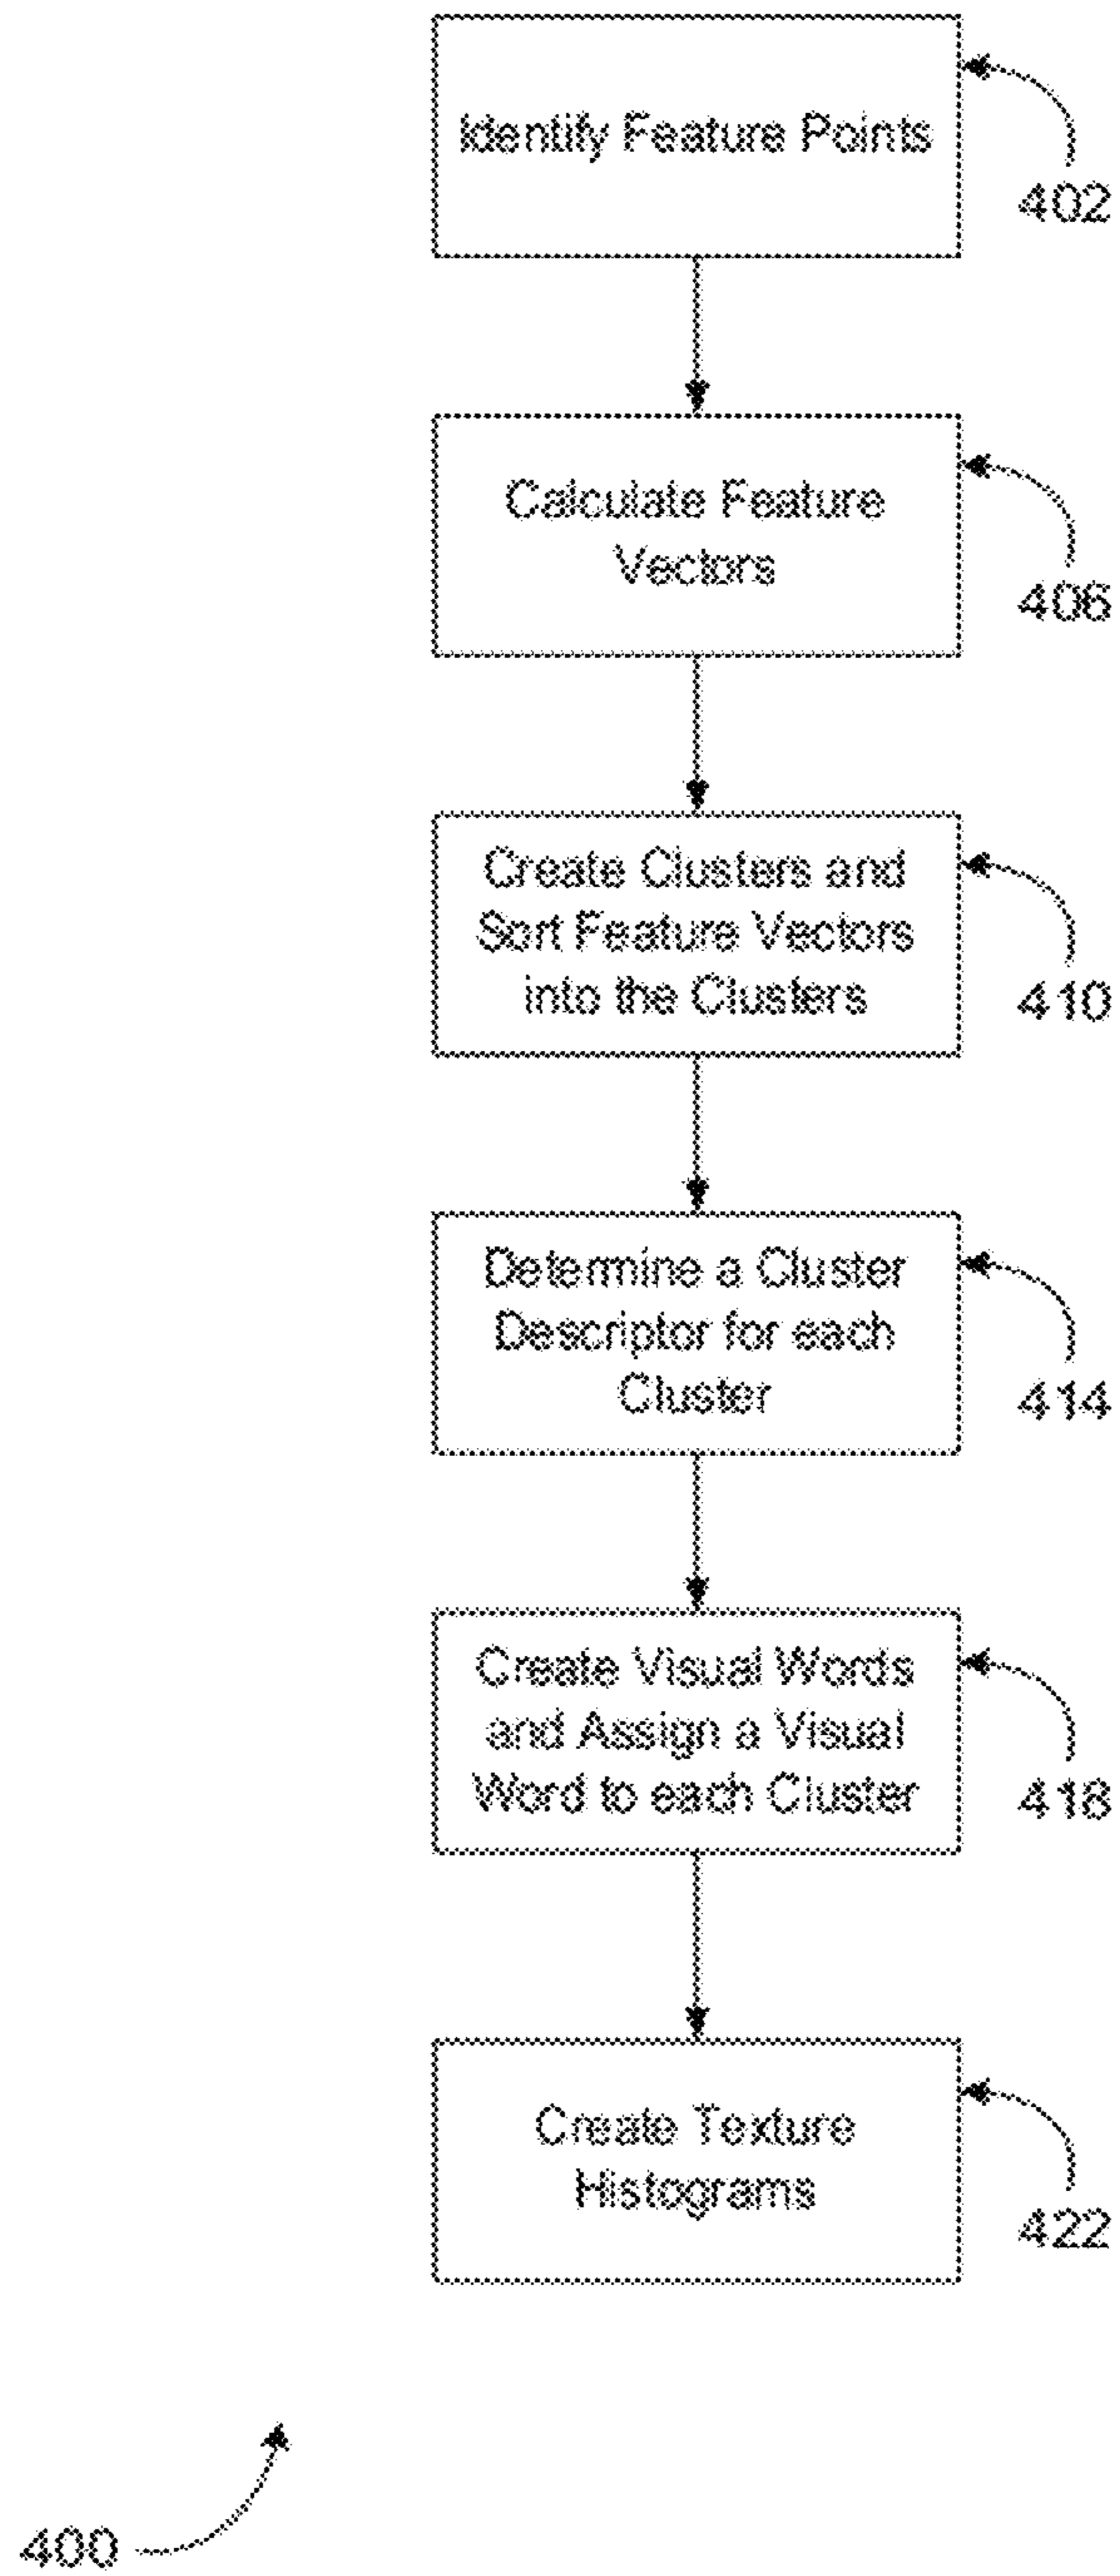 Identify Feature Points
402
Calculate Feature
Vectors
406
Create Clusters and
Sort Feature Vectors
into the Clusters
410
Determine a Cluster
Descriptor for each
Cluster
414
Create Visual Words
and Assign a Visual
Word to each Cluster
418
Create Texture
Histograms
422
400